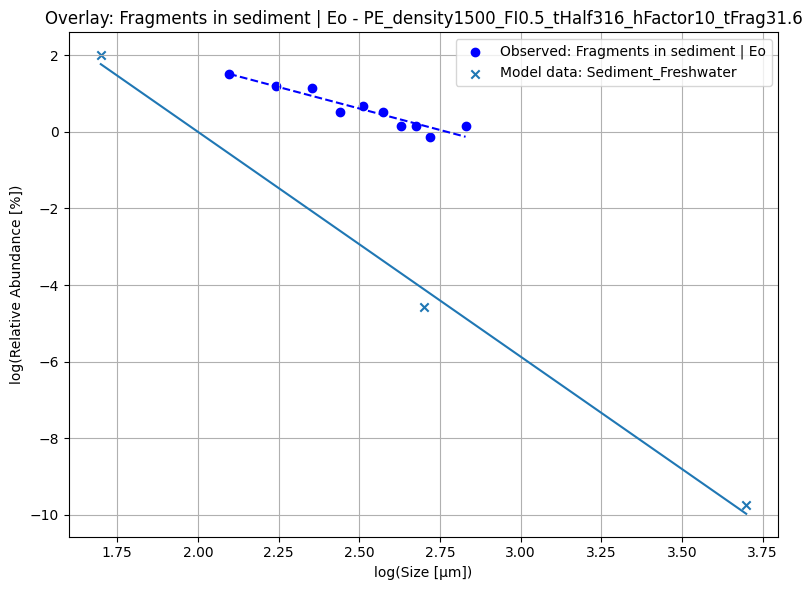 Overlay: Fragments in sediment | Eo - PE_density1500_FI0.5_tHalf316_hFactor10_tFrag31.6
Observed: Fragments in sediment | Eo
Model data: Sediment_Freshwater
log(Relative Abundance [%])
2
0
−2
−4
−6
−8
−10
1.75 2.00 2.25 2.50 2.75 3.00 3.25 3.50 3.75
log(Size [µm])